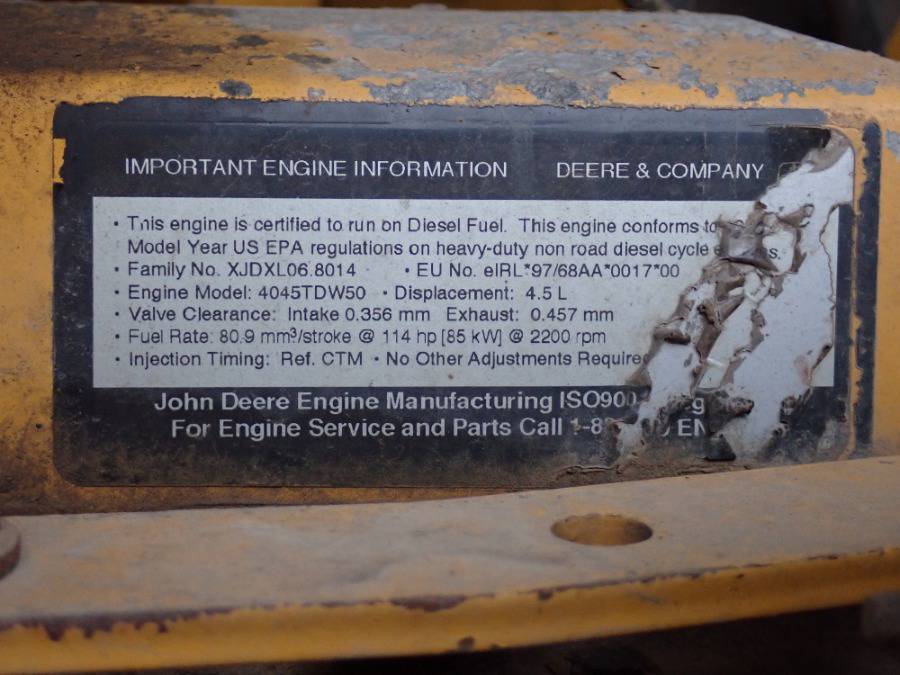 IMPORTANT ENGINE INFORMATION DEERE & COMPANY
· This engine is certified to run on Diesel Fuel. This engine conforms to
Model Year US EPA regulations on heavy-duty non road diesel cycle
· Family No. XJDXL06.8014 · EU No. eIRL*97/68AA*0017*00
· Engine Model: 4045TDW50 · Displacement: 4.5 L
· Valve Clearance: Intake 0.356 mm Exhaust: 0.457 mm
· Fuel Rate: 80.9 mm³/stroke @ 114 hp [85 kW] @ 2200 rpm
· Injection Timing: Ref. CTM · No Other Adjustments Require
John Deere Engine Manufacturing ISO900
For Engine Service and Parts Call 1-8